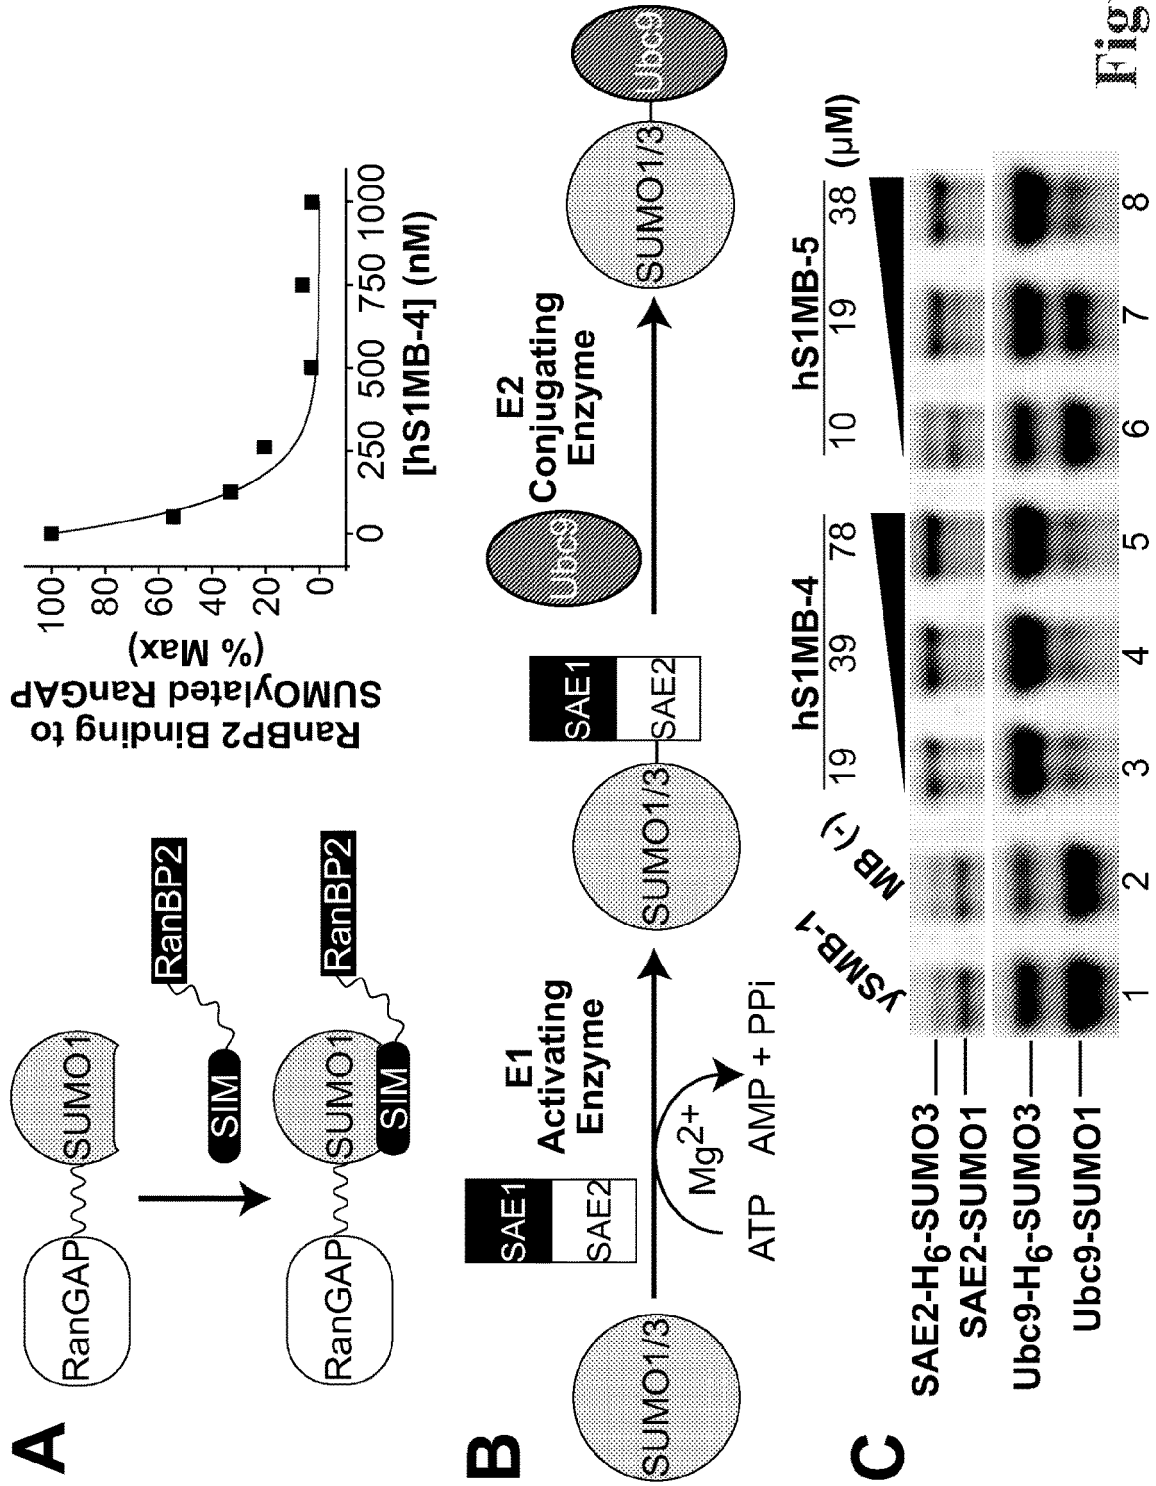 A
RanGAP
SUMO1
SIM
RanBP2
RanGAP
SUMO1
SIM
RanBP2
RanBP2 Binding to
SUMOylated RanGAP
(% Max)
100
80
60
40
20
0
0
250
500
750
1000
[hS1MB-4] (nM)
B
SUMO1/3
SAE1
SAE2
E1
Activating
Enzyme
Mg2+
ATP
AMP + PPi
SUMO1/3
SAE1
SAE2
Ubc9
E2
Conjugating
Enzyme
SUMO1/3
Ubc9
C
ySMB-1
MB (-)
hS1MB-4
hS1MB-5
19
39
78
10
19
38
(μM)
SAE2-H6-SUMO3
SAE2-SUMO1
Ubc9-H6-SUMO3
Ubc9-SUMO1
1
2
3
4
5
6
7
8
Fig